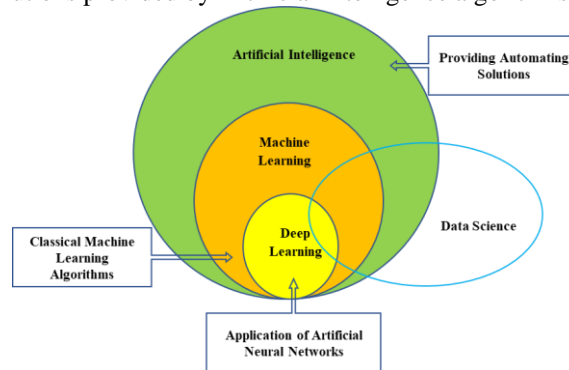 Artificial Intelligence
Providing Automating
Solutions
Machine
Learning
Data Science
Deep
Learning
Classical Machine
Learning
Algorithms
Application of Artificial
Neural Networks